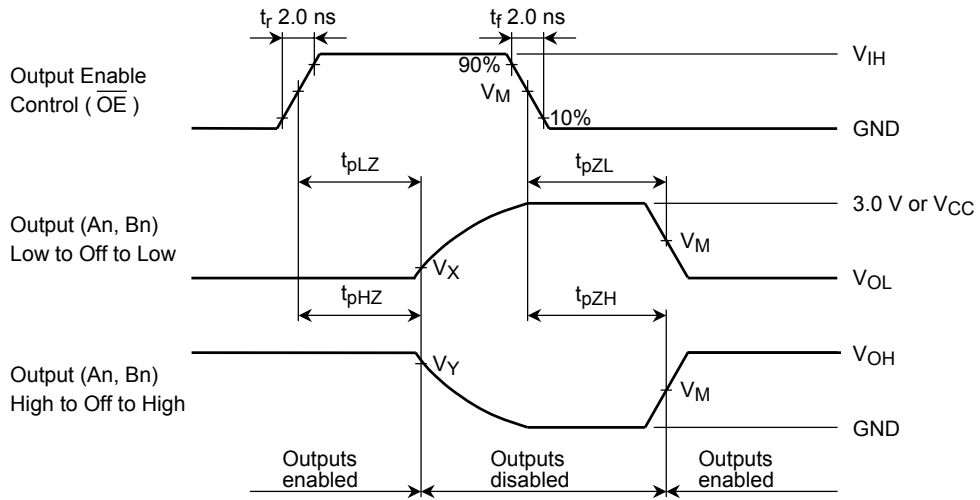 tr 2.0 ns
tf 2.0 ns
Output Enable
Control ( OE )
90%
VM
10%
VIH
GND
tpLZ
tpZL
Output (An, Bn)
Low to Off to Low
VX
VM
3.0 V or VCC
VOL
tpHZ
tpZH
Output (An, Bn)
High to Off to High
VY
VM
VOH
GND
Outputs
enabled
Outputs
disabled
Outputs
enabled